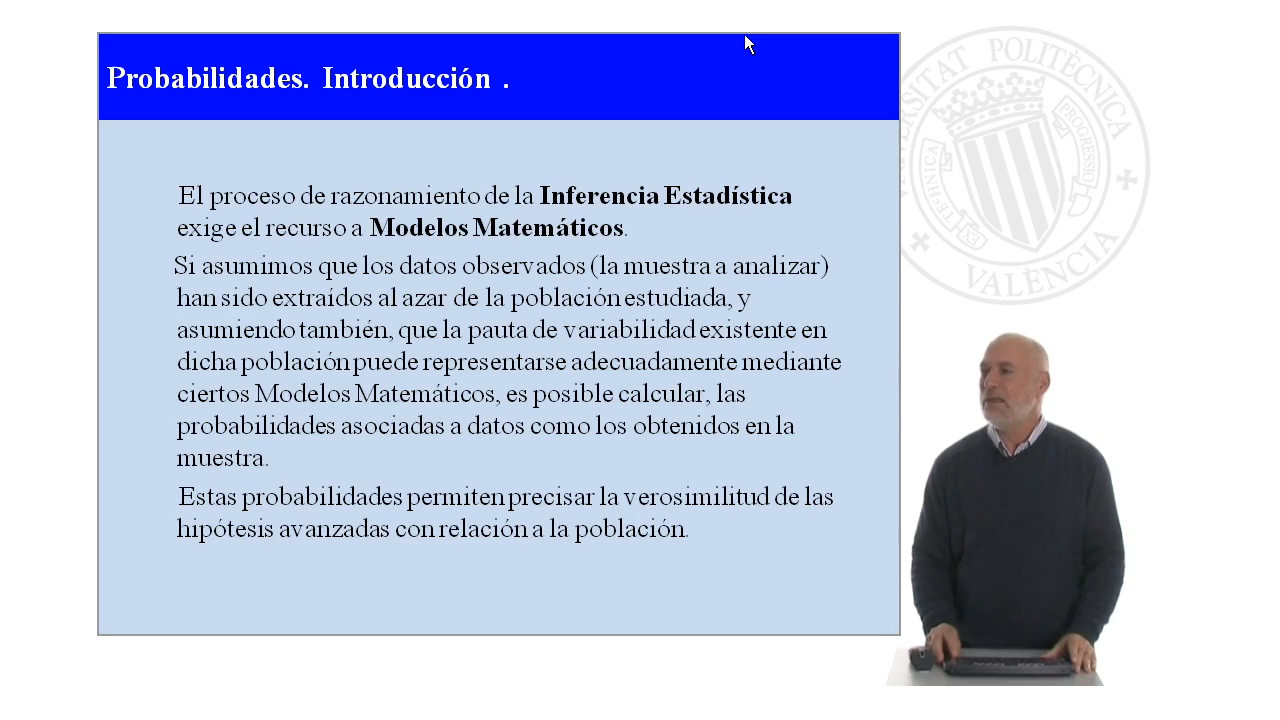 Probabilidades. Introducción .
El proceso de razonamiento de la Inferencia Estadística
exige el recurso a Modelos Matemáticos.
Si asumimos que los datos observados (la muestra a analizar)
han sido extraídos al azar de la población estudiada, y
asumiendo también, que la pauta de variabilidad existente en
dicha población puede representarse adecuadamente mediante
ciertos Modelos Matemáticos, es posible calcular, las
probabilidades asociadas a datos como los obtenidos en la
muestra.
Estas probabilidades permiten precisar la verosimilitud de las
hipótesis avanzadas con relación a la población.
POLITÈCNICA
VALÈNCIA
EX
TECHNICA
PROGRESSIO